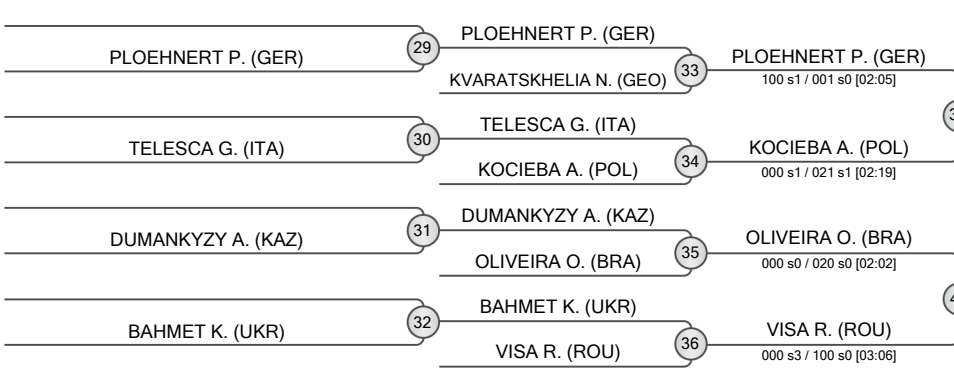 PLOEHNERT P. (GER)
29
PLOEHNERT P. (GER)
KVARATSKHELIA N. (GEO)
33
PLOEHNERT P. (GER)
100 s1 / 001 s0 [02:05]
TELESCA G. (ITA)
30
TELESCA G. (ITA)
KOCIEBA A. (POL)
34
KOCIEBA A. (POL)
000 s1 / 021 s1 [02:19]
DUMANKYZY A. (KAZ)
31
DUMANKYZY A. (KAZ)
OLIVEIRA O. (BRA)
35
OLIVEIRA O. (BRA)
000 s0 / 020 s0 [02:02]
BAHMET K. (UKR)
32
BAHMET K. (UKR)
VISA R. (ROU)
36
VISA R. (ROU)
000 s3 / 100 s0 [03:06]